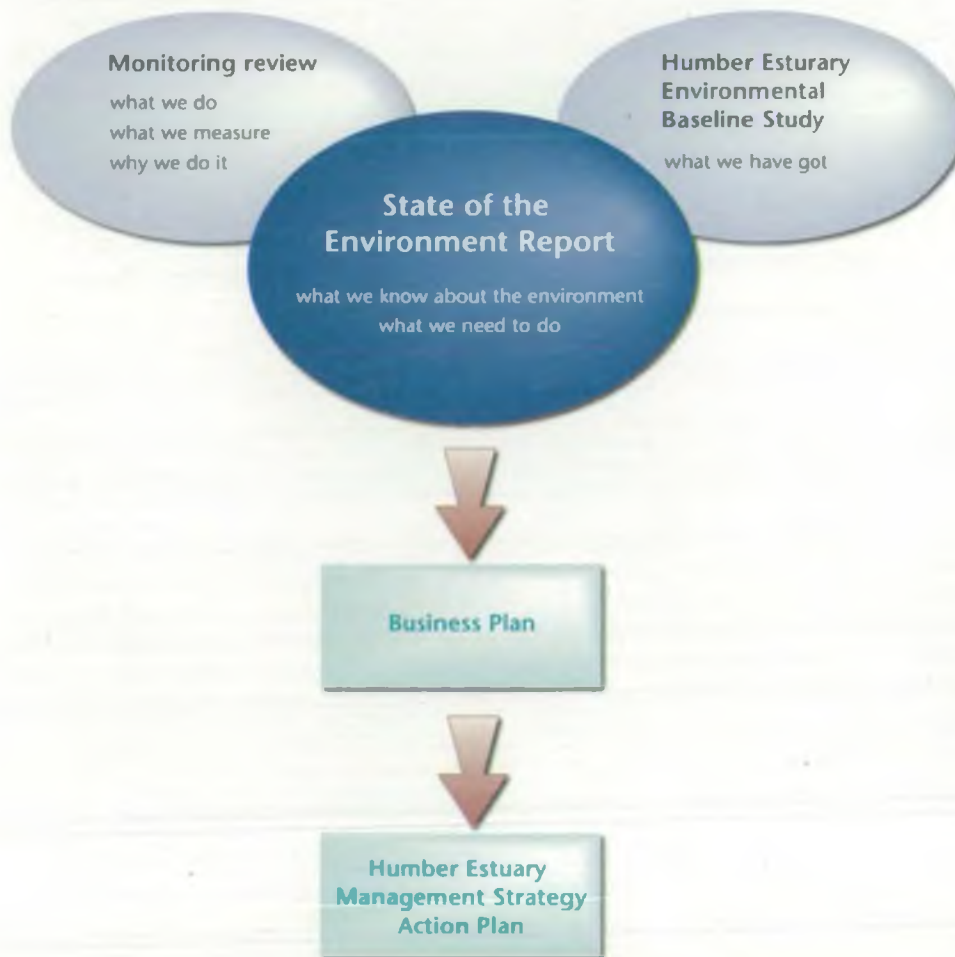 Monitoring review
what we do
what we measure
why we do it
Humber Esturary
Environmental
Baseline Study
what we have got
State of the
Environment Report
what we know about the environment
what we need to do
Business Plan
Humber Estuary
Management Strategy
Action Plan